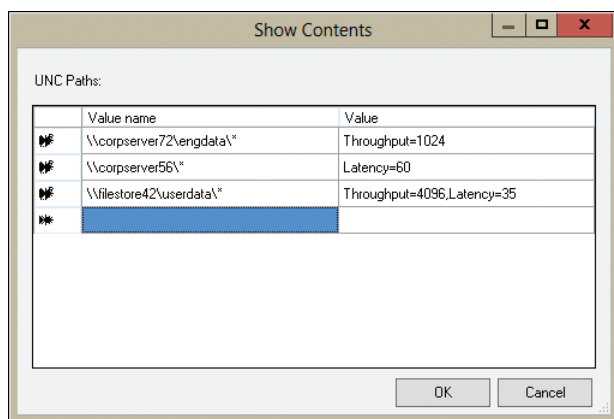 Show Contents
UNC Paths:
Value name Value
\\corpserver72\engdata\* Throughput=1024
\\corpserver56\* Latency=60
\\filestore42\userdata\* Throughput=4096,Latency=35
OK Cancel